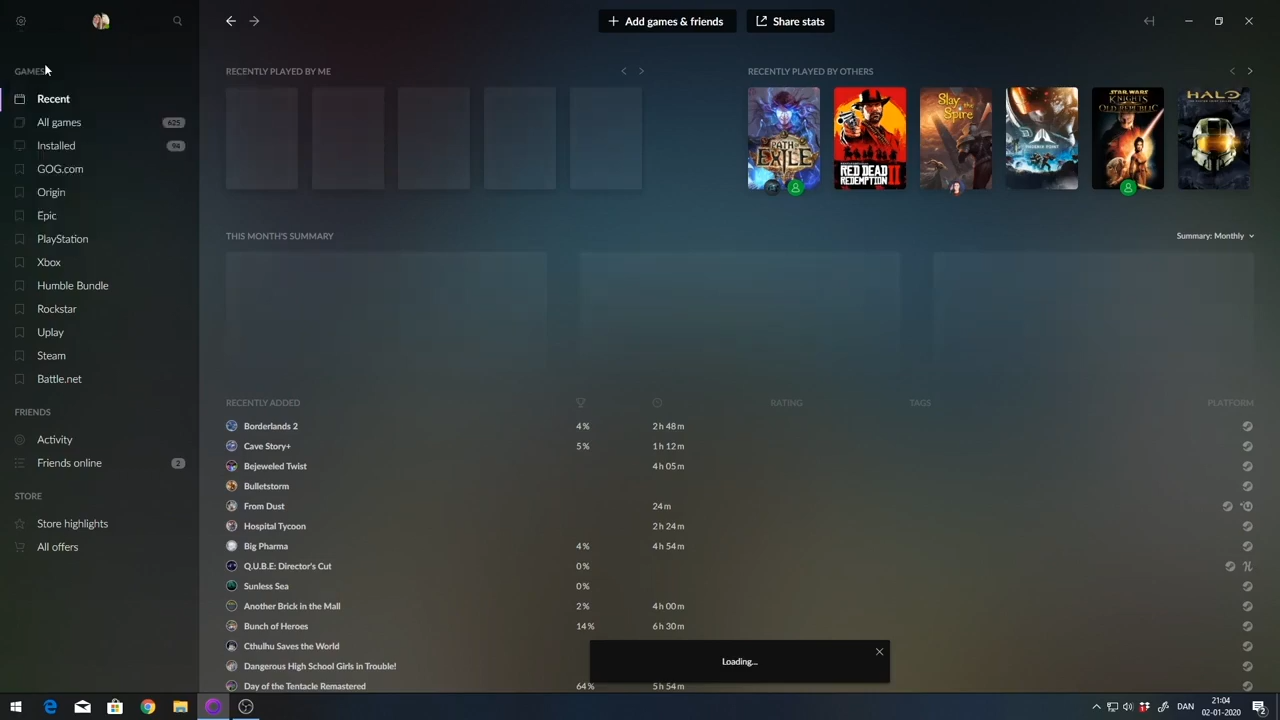 Add games & friends
Share stats
GAMES
Recent
All games 625
Installed 94
GOG.com
Origin
Epic
PlayStation
Xbox
Humble Bundle
Rockstar
Uplay
Steam
Battle.net
FRIENDS
Activity
Friends online 2
STORE
Store highlights
All offers
RECENTLY PLAYED BY ME
RECENTLY PLAYED BY OTHERS
PATH OF EXILE
RED DEAD
REDEMPTION II
Slay the Spire
PHOENIX POINT
STAR WARS
KNIGHTS
OF THE
OLD REPUBLIC
HALO
THIS MONTH'S SUMMARY
Summary: Monthly
RECENTLY ADDED RATING TAGS PLATFORM
Borderlands 2 4% 2 h 48 m
Cave Story+ 5% 1 h 12 m
Bejeweled Twist 4 h 05 m
Bulletstorm
From Dust 24 m
Hospital Tycoon 2 h 24 m
Big Pharma 4% 4 h 54 m
Q.U.B.E: Director's Cut 0%
Sunless Sea 0%
Another Brick in the Mall 2% 4 h 00 m
Bunch of Heroes 14% 6 h 30 m
Cthulhu Saves the World
Dangerous High School Girls in Trouble!
Day of the Tentacle Remastered 64% 5 h 54 m
Loading...
DAN
21:04
02-01-2020
2